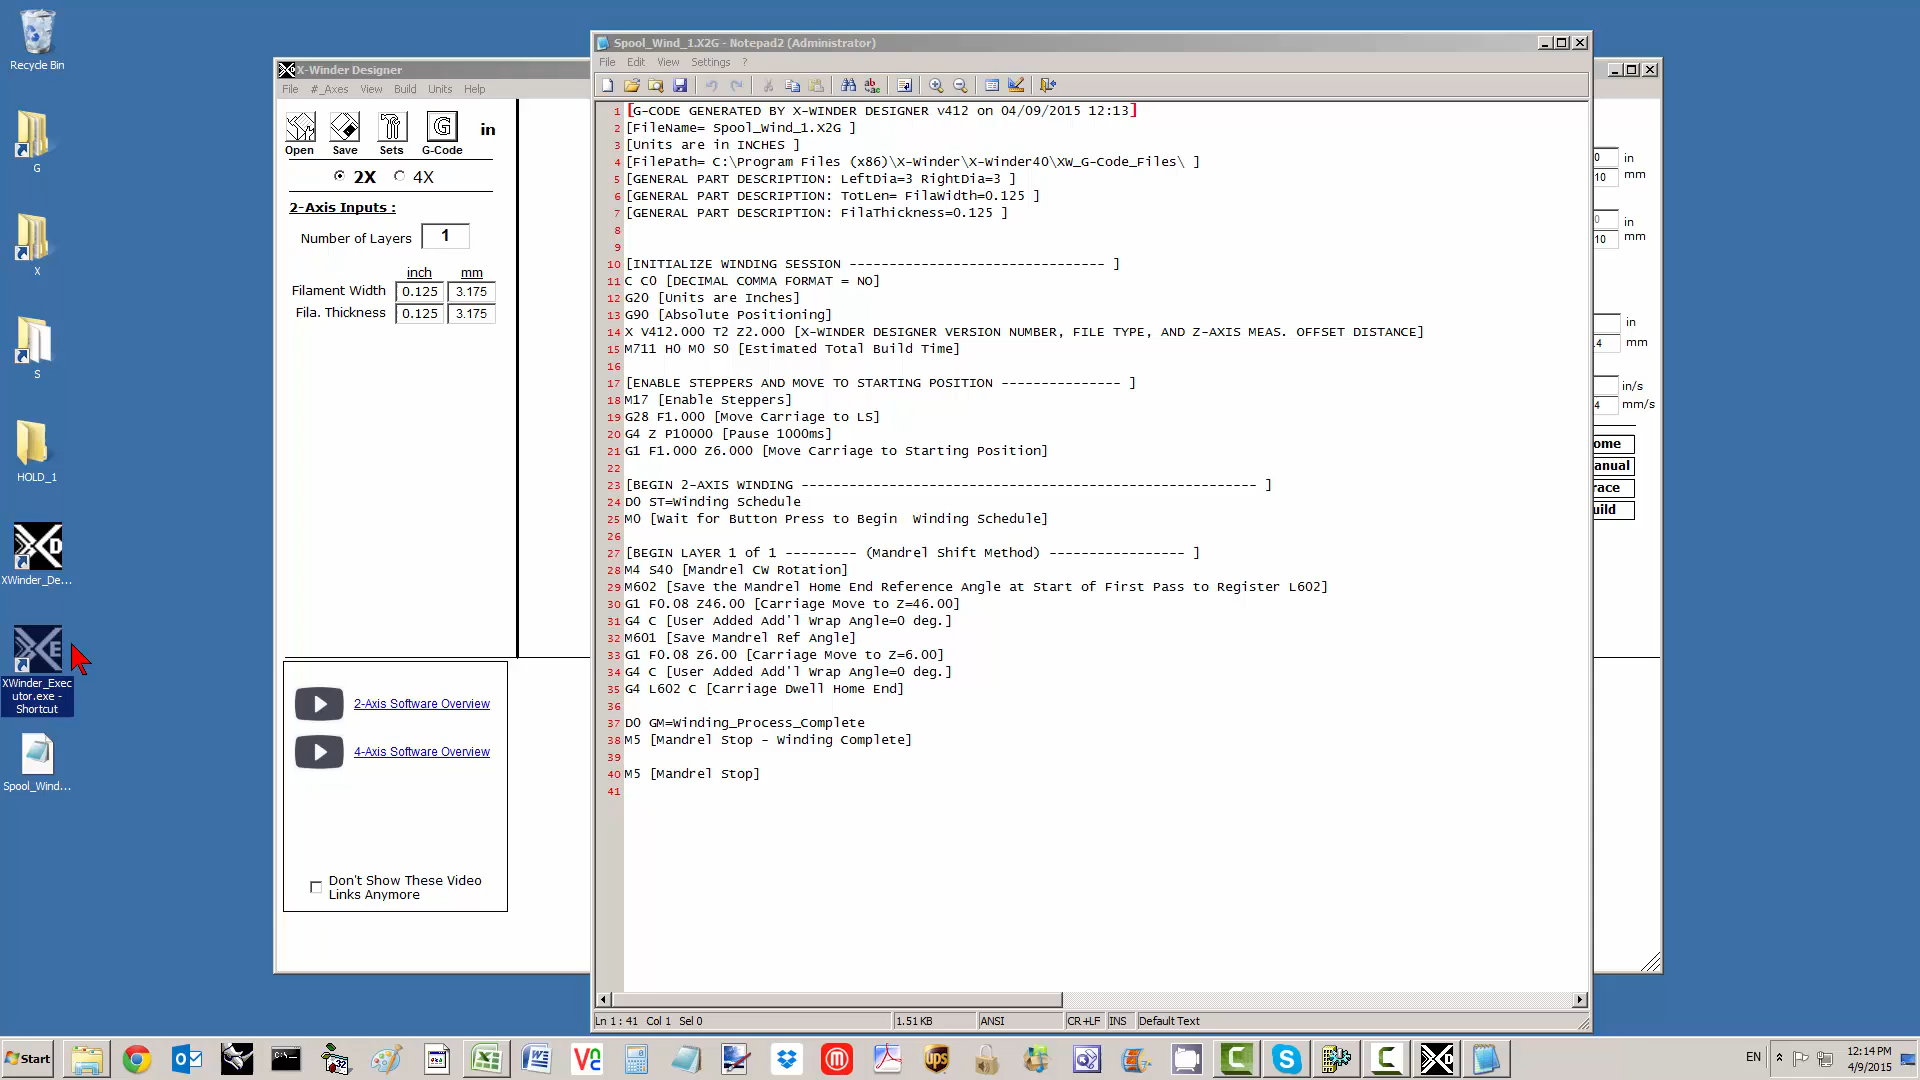 Recycle Bin
G
X
S
HOLD_1
XWinder_De...
XWinder_Exec
utor.exe -
Shortcut
Spool_Wind...
X-Winder Designer
File #_Axes View Build Units Help
Open Save Sets G-Code in
2X 4X
2-Axis Inputs :
Number of Layers 1
inch mm
Filament Width 0.125 3.175
Fila. Thickness 0.125 3.175
2-Axis Software Overview
4-Axis Software Overview
Don't Show These Video
Links Anymore
Spool_Wind_1.X2G - Notepad2 (Administrator)
File Edit View Settings ?
1 [G-CODE GENERATED BY X-WINDER DESIGNER v412 on 04/09/2015 12:13]
2 [FileName= Spool_Wind_1.X2G ]
3 [Units are in INCHES ]
4 [FilePath= C:\Program Files (x86)\X-Winder\X-Winder40\XW_G-Code_Files\ ]
5 [GENERAL PART DESCRIPTION: LeftDia=3 RightDia=3 ]
6 [GENERAL PART DESCRIPTION: TotLen= FilaWidth=0.125 ]
7 [GENERAL PART DESCRIPTION: FilaThickness=0.125 ]
8
9
10 [INITIALIZE WINDING SESSION -------------------------------- ]
11 C C0 [DECIMAL COMMA FORMAT = NO]
12 G20 [Units are Inches]
13 G90 [Absolute Positioning]
14 X V412.000 T2 Z2.000 [X-WINDER DESIGNER VERSION NUMBER, FILE TYPE, AND Z-AXIS MEAS. OFFSET DISTANCE]
15 M711 H0 M0 S0 [Estimated Total Build Time]
16
17 [ENABLE STEPPERS AND MOVE TO STARTING POSITION --------------- ]
18 M17 [Enable Steppers]
19 G28 F1.000 [Move Carriage to LS]
20 G4 Z P10000 [Pause 1000ms]
21 G1 F1.000 Z6.000 [Move Carriage to Starting Position]
22
23 [BEGIN 2-AXIS WINDING --------------------------------------------------------- ]
24 D0 ST=Winding Schedule
25 M0 [Wait for Button Press to Begin  Winding Schedule]
26
27 [BEGIN LAYER 1 of 1 --------- (Mandrel Shift Method) ----------------- ]
28 M4 S40 [Mandrel CW Rotation]
29 M602 [Save the Mandrel Home End Reference Angle at Start of First Pass to Register L602]
30 G1 F0.08 Z46.00 [Carriage Move to Z=46.00]
31 G4 C [User Added Add'l Wrap Angle=0 deg.]
32 M601 [Save Mandrel Ref Angle]
33 G1 F0.08 Z6.00 [Carriage Move to Z=6.00]
34 G4 C [User Added Add'l Wrap Angle=0 deg.]
35 G4 L602 C [Carriage Dwell Home End]
36
37 D0 GM=Winding_Process_Complete
38 M5 [Mandrel Stop - Winding Complete]
39
40 M5 [Mandrel Stop]
41
Ln 1 : 41 Col 1 Sel 0 1.51 KB ANSI CR+LF INS Default Text
0 in
10 mm
0 in
10 mm
in
.4 mm
in/s
4 mm/s
ome
anual
race
uild
Start
EN
12:14 PM
4/9/2015